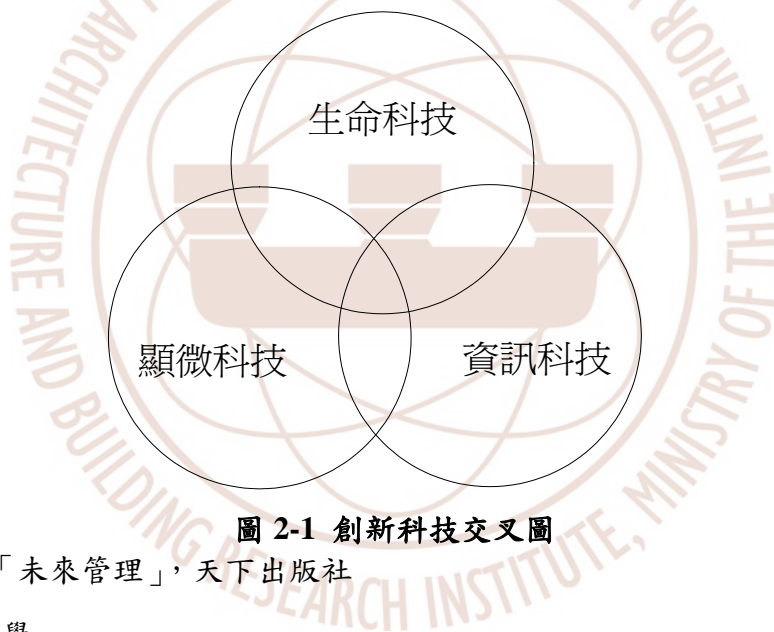 生命科技
顯微科技
資訊科技
圖 2-1 創新科技交叉圖
「未來管理」，天下出版社
ARCHITECTURE AND BUILDING RESEARCH INSTITUTE, MINISTRY OF THE INTERIOR